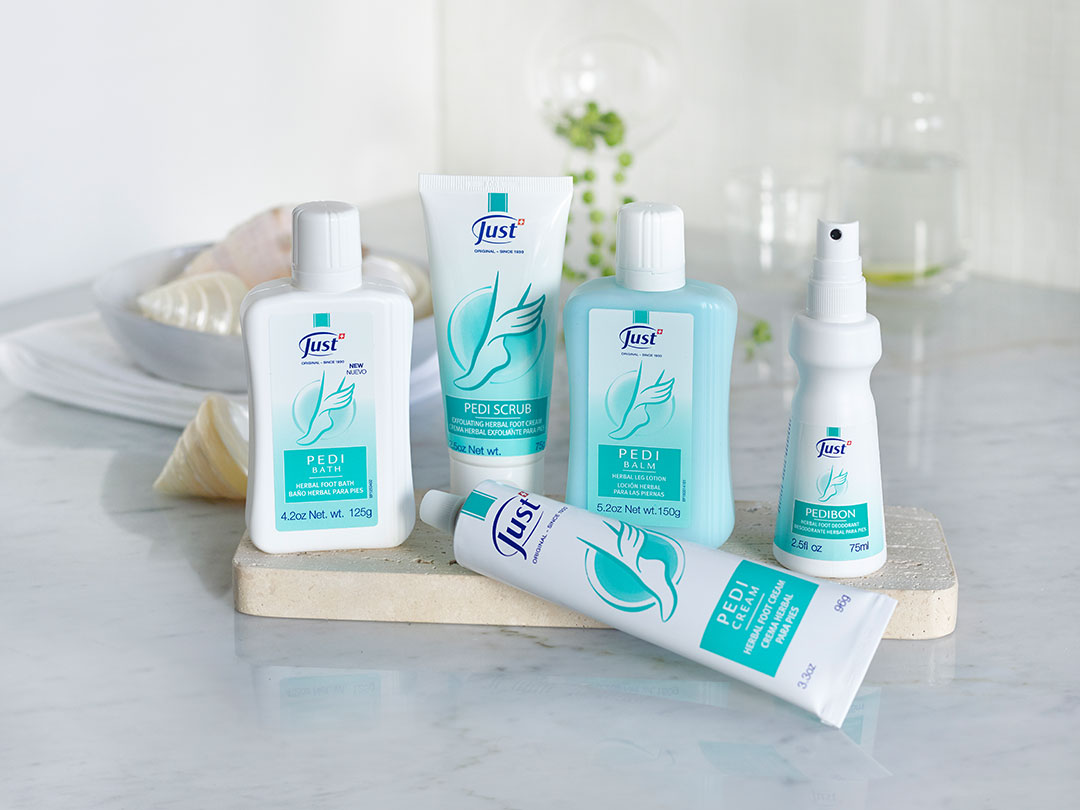 Just
ORIGINAL - SINCE 1930
NEW
NUEVO
PEDI
BATH
HERBAL FOOT BATH
BAÑO HERBAL PARA PIES
4.2oz Net. wt. 125g
Just
ORIGINAL - SINCE 1930
PEDI SCRUB
EXFOLIATING HERBAL FOOT CREAM
CREMA HERBAL EXFOLIANTE PARA PIES
Net wt.
Just
ORIGINAL - SINCE 1930
PEDI
BALM
HERBAL LEG LOTION
LOCIÓN HERBAL
PARA LAS PIERNAS
5.2oz Net wt. 150g
Just
PEDIBON
HERBAL FOOT DEODORANT
DESODORANTE HERBAL PARA PIES
2.5fl oz 75ml
Just
ORIGINAL - SINCE 1930
PEDI
CREAM
HERBAL FOOT CREAM
CREMA HERBAL
PARA PIES
3.3oz 96g